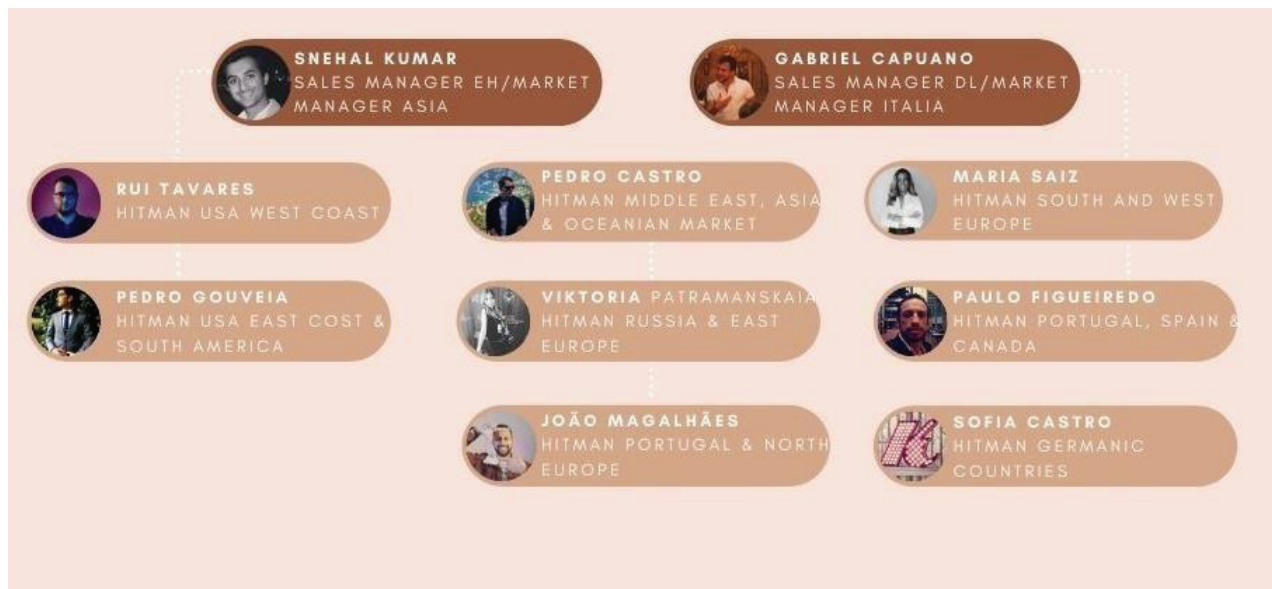 SNEHAL KUMAR
SALES MANAGER EH/MARKET
MANAGER ASIA
GABRIEL CAPUANO
SALES MANAGER DL/MARKET
MANAGER ITALIA
RUI TAVARES
HITMAN USA WEST COAST
PEDRO CASTRO
HITMAN MIDDLE EAST, ASIA
& OCEANIAN MARKET
MARIA SAIZ
HITMAN SOUTH AND WEST
EUROPE
PEDRO GOUVEIA
HITMAN USA EAST COST &
SOUTH AMERICA
VIKTORIA PATRAMANSKAIA
HITMAN RUSSIA & EAST
EUROPE
PAULO FIGUEIREDO
HITMAN PORTUGAL, SPAIN &
CANADA
JOÃO MAGALHÃES
HITMAN PORTUGAL & NORTH
EUROPE
SOFIA CASTRO
HITMAN GERMANIC
COUNTRIES